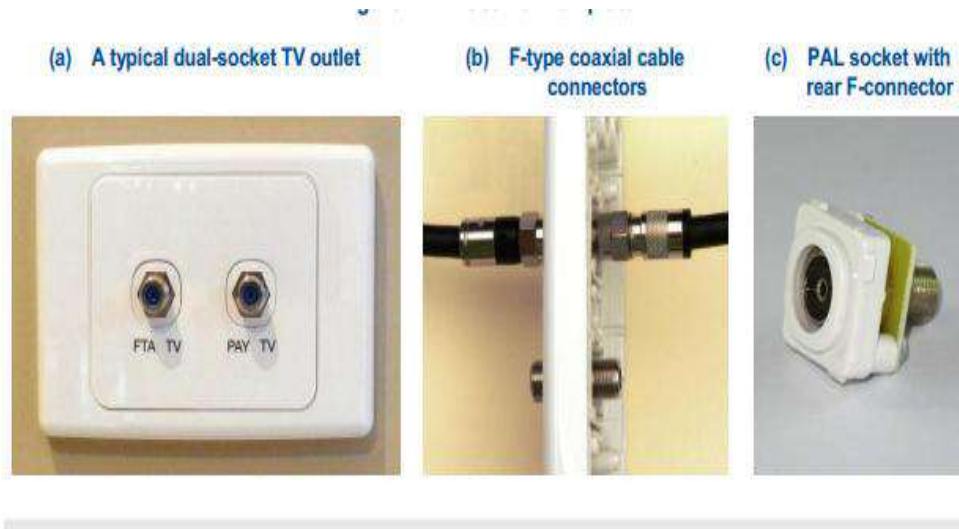 (a) A typical dual-socket TV outlet
(b) F-type coaxial cable
connectors
(c) PAL socket with
rear F-connector
FTA TV
PAY TV